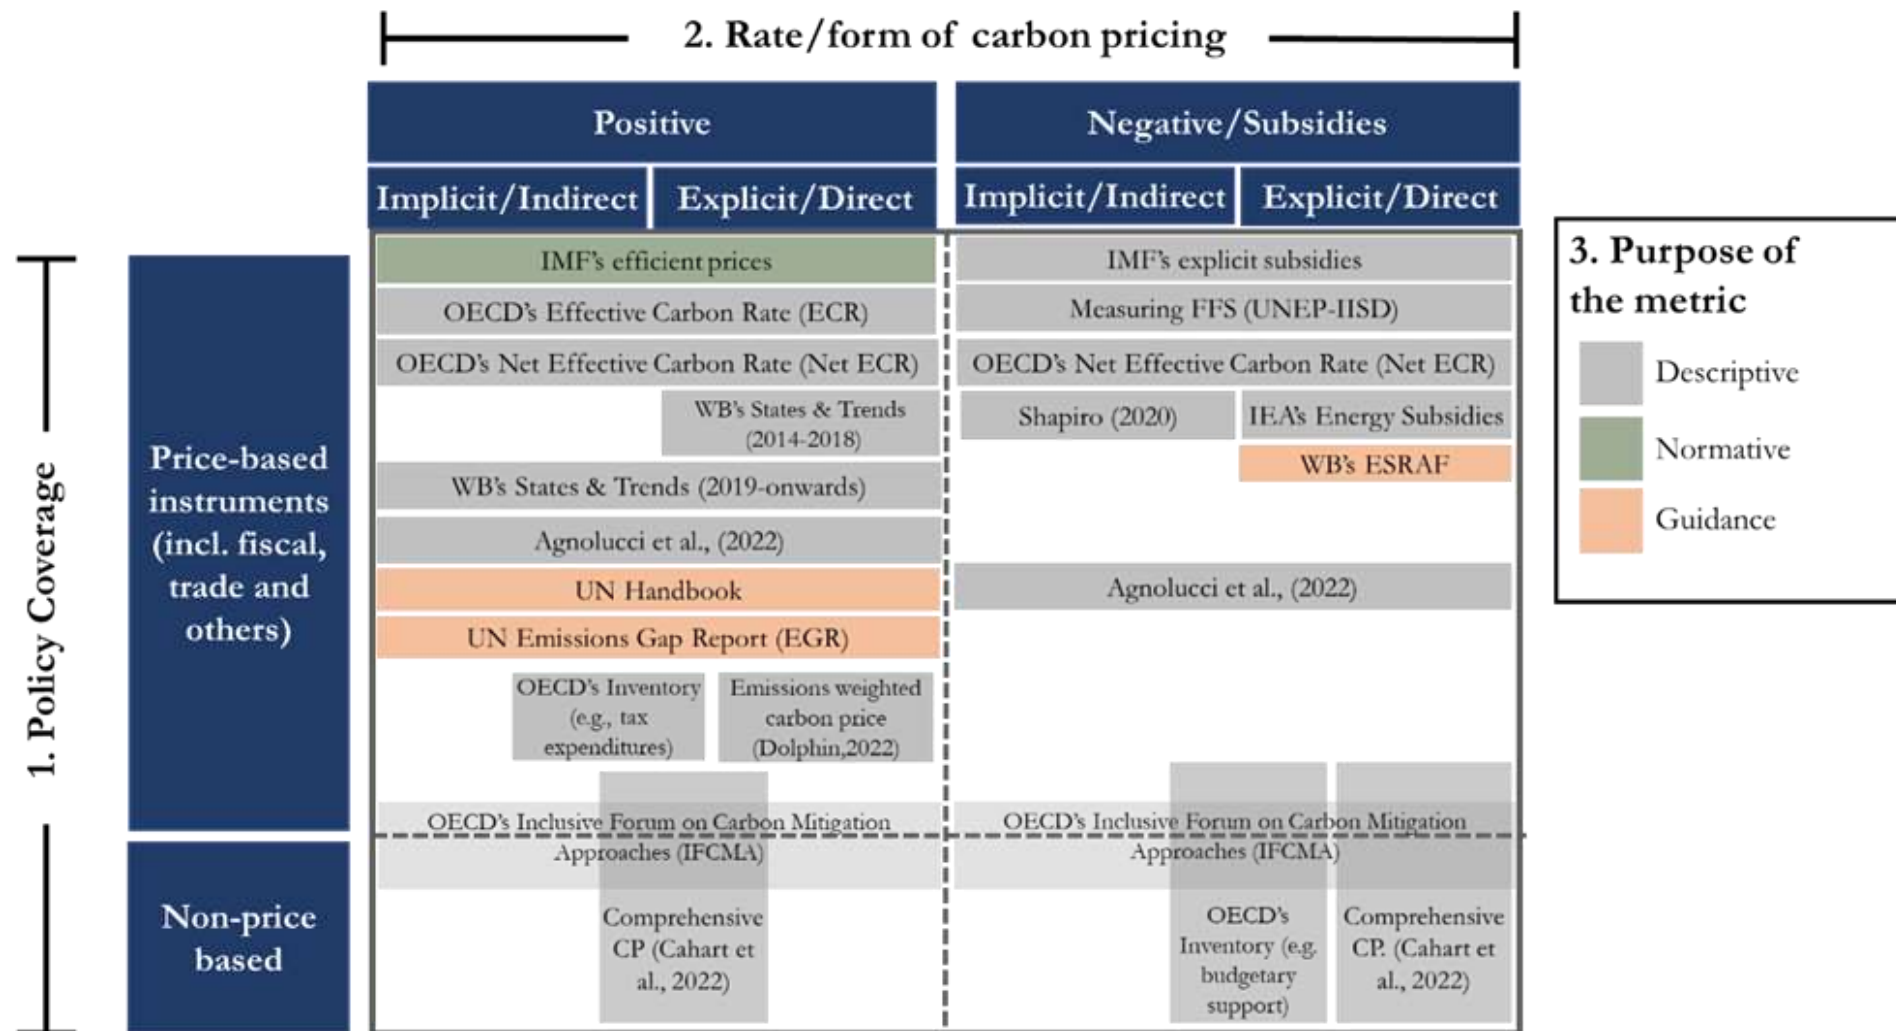 2. Rate/form of carbon pricing
Positive
Negative/Subsidies
Implicit/Indirect
Explicit/Direct
Implicit/Indirect
Explicit/Direct
1. Policy Coverage
Price-based
instruments
(incl. fiscal,
trade and
others)
Non-price
based
IMF's efficient prices
OECD's Effective Carbon Rate (ECR)
OECD's Net Effective Carbon Rate (Net ECR)
WB's States & Trends
(2014-2018)
WB's States & Trends (2019-onwards)
Agnolucci et al., (2022)
UN Handbook
UN Emissions Gap Report (EGR)
OECD's Inventory
(e.g., tax
expenditures)
Emissions weighted
carbon price
(Dolphin,2022)
OECD's Inclusive Forum on Carbon Mitigation
Approaches (IFCMA)
Comprehensive
CP (Cahart et
al., 2022)
IMF's explicit subsidies
Measuring FFS (UNEP-IISD)
OECD's Net Effective Carbon Rate (Net ECR)
Shapiro (2020)
IEA's Energy Subsidies
WB's ESRAF
Agnolucci et al., (2022)
OECD's Inclusive Forum on Carbon Mitigation
Approaches (IFCMA)
OECD's
Inventory (e.g.
budgetary
support)
Comprehensive
CP. (Cahart et
al., 2022)
3. Purpose of
the metric
Descriptive
Normative
Guidance